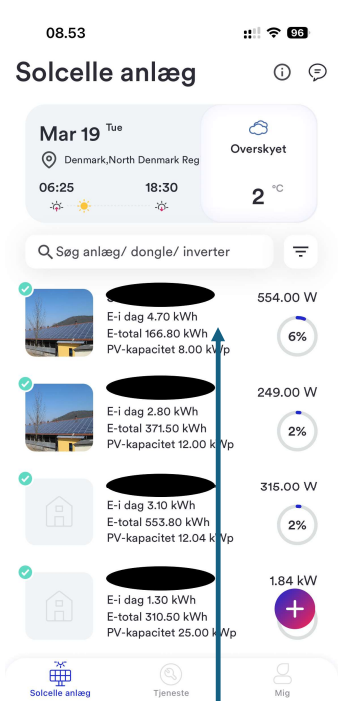 08.53
96
Solcelle anlæg
Mar 19 Tue
Denmark,North Denmark Reg
06:25 18:30
Overskyet
2 °C
Søg anlæg/ dongle/ inverter
554.00 W
E-i dag 4.70 kWh
E-total 166.80 kWh
PV-kapacitet 8.00 kWp
6%
249.00 W
E-i dag 2.80 kWh
E-total 371.50 kWh
PV-kapacitet 12.00 kWp
2%
315.00 W
E-i dag 3.10 kWh
E-total 553.80 kWh
PV-kapacitet 12.04 kWp
2%
1.84 kW
E-i dag 1.30 kWh
E-total 310.50 kWh
PV-kapacitet 25.00 kWp
Solcelle anlæg
Tjeneste
Mig